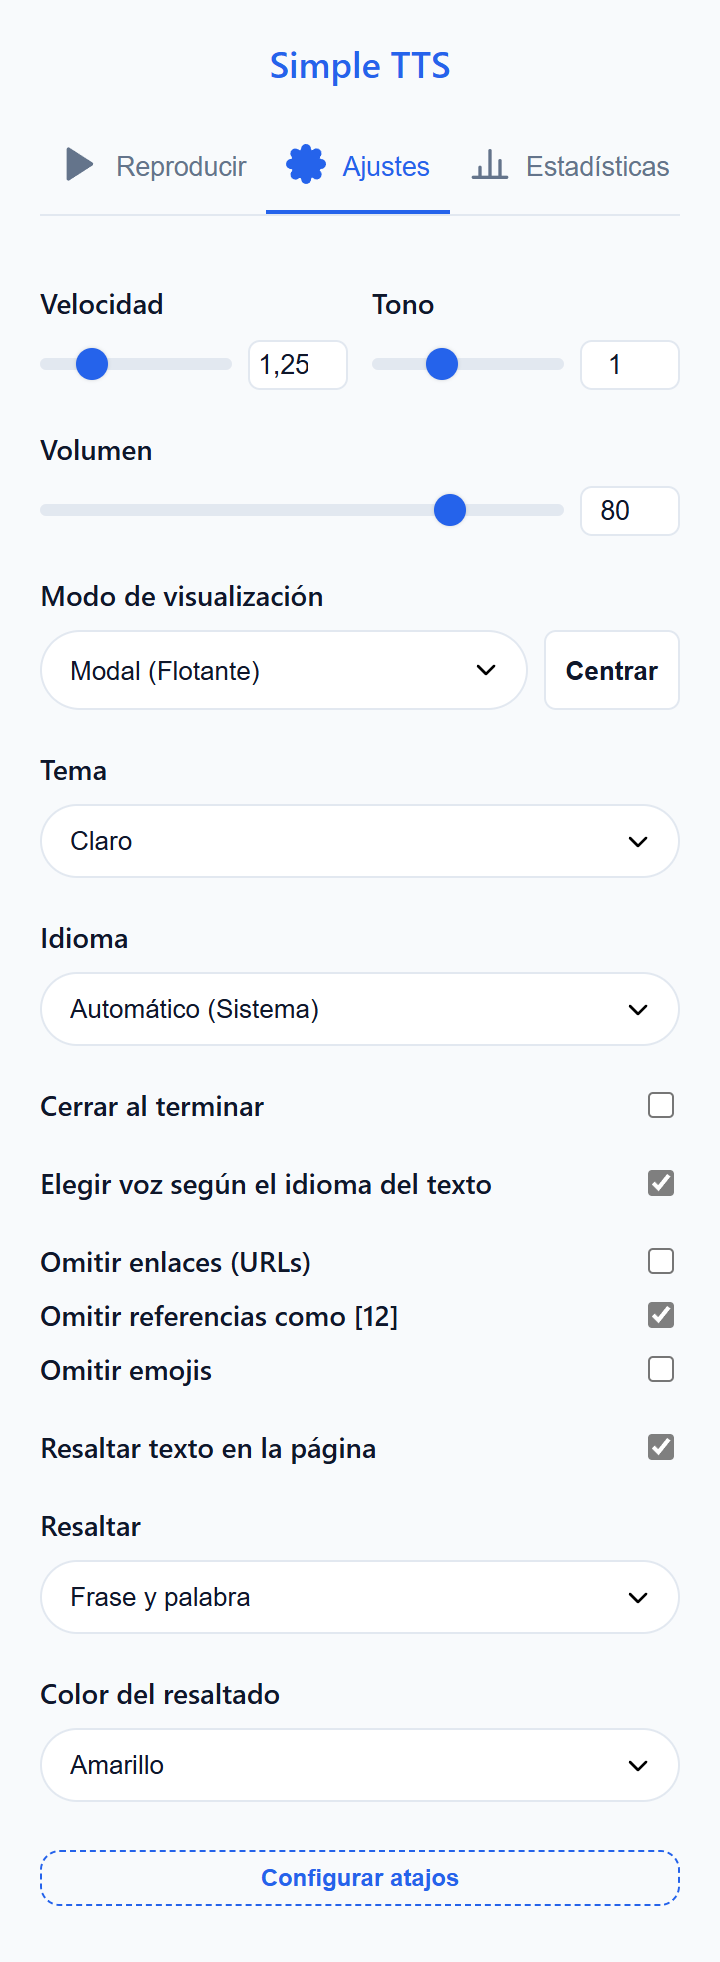 Simple TTS
Reproducir Ajustes Estadísticas
Velocidad Tono
1,25 1
Volumen
80
Modo de visualización
Modal (Flotante) Centrar
Tema
Claro
Idioma
Automático (Sistema)
Cerrar al terminar
Elegir voz según el idioma del texto
Omitir enlaces (URLs)
Omitir referencias como [12]
Omitir emojis
Resaltar texto en la página
Resaltar
Frase y palabra
Color del resaltado
Amarillo
Configurar atajos